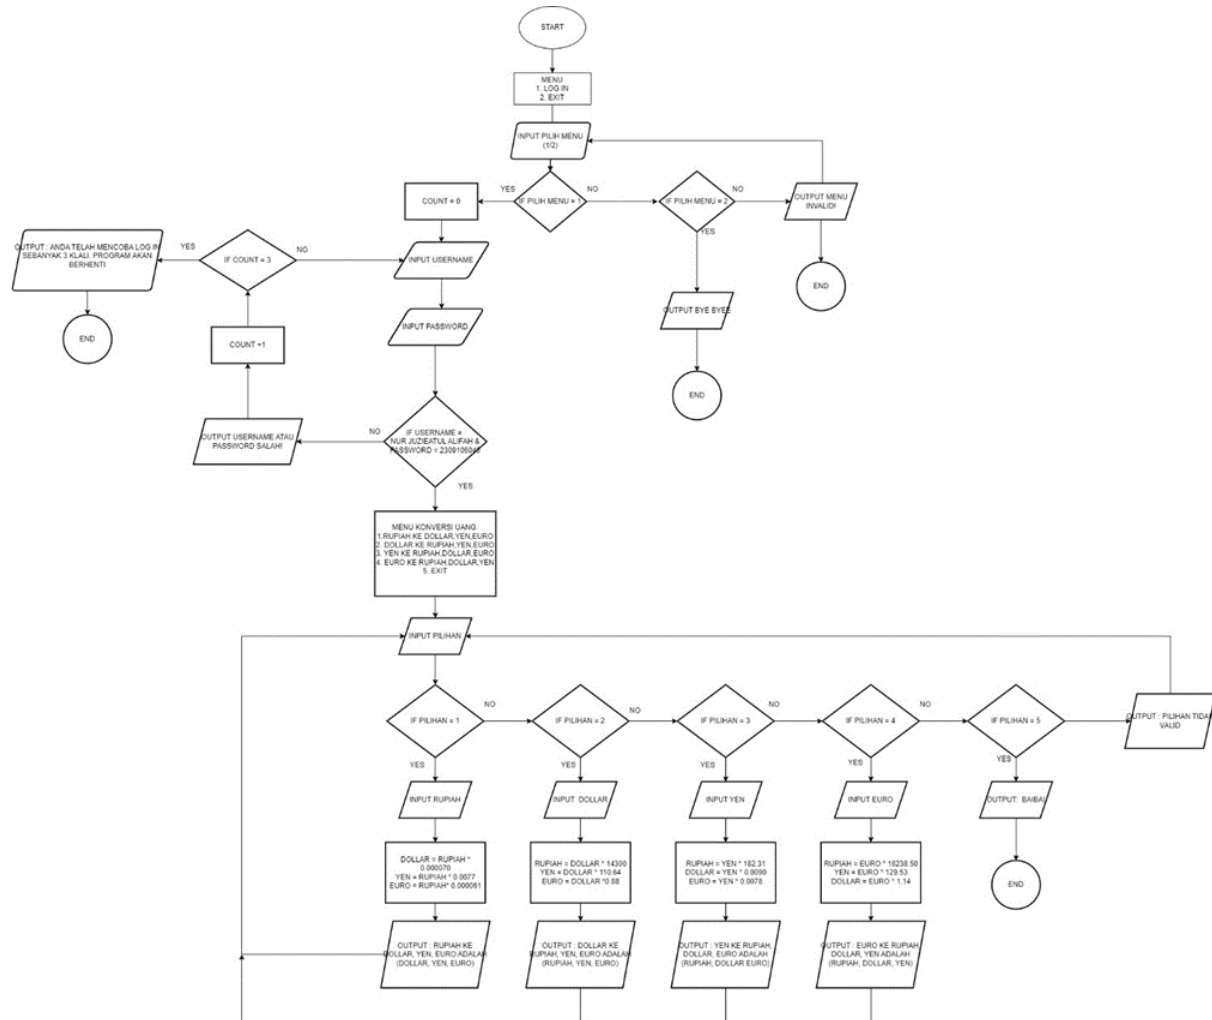 START
MENU
1. LOG IN
2. EXIT
INPUT PILIH MENU
(1/2)
YES
IF PILIH MENU = 1
NO
IF PILIH MENU = 2
NO
OUTPUT MENU
INVALID!
YES
COUNT = 0
OUTPUT : ANDA TELAH MENCOBA LOG IN
SEBANYAK 3 KLALI. PROGRAM AKAN
BERHENTI
YES
IF COUNT = 3
NO
INPUT USERNAME
END
OUTPUT BYE BYEE
INPUT PASSWORD
END
COUNT +1
END
OUTPUT USERNAME ATAU
PASSWORD SALAH!
NO
IF USERNAME =
NUR JUZIEATUL ALIFAH &
PASSWORD =
YES
MENU KONVERSI UANG:
1.RUPIAH KE DOLLAR,YEN,EURO
2. DOLLAR KE RUPIAH,YEN,EURO
3. YEN KE RUPIAH,DOLLAR,EURO
4. EURO KE RUPIAH,DOLLAR,YEN
5. EXIT
INPUT PILIHAN
IF PILIHAN = 1
NO
IF PILIHAN = 2
NO
IF PILIHAN = 3
NO
IF PILIHAN = 4
NO
IF PILIHAN = 5
OUTPUT : PILIHAN TIDAK
VALID
YES
YES
YES
YES
YES
INPUT RUPIAH
INPUT DOLLAR
INPUT YEN
INPUT EURO
OUTPUT: BAIBAI
DOLLAR = RUPIAH *
0.000070
YEN = RUPIAH * 0.0077
EURO = RUPIAH* 0.000061
RUPIAH = DOLLAR * 14300
YEN = DOLLAR * 110.64
EURO = DOLLAR *0.88
RUPIAH = YEN * 182.31
DOLLAR = YEN * 0.0090
EURO = YEN * 0.0078
RUPIAH = EURO * 16238.50
YEN = EURO * 129.53
DOLLAR = EURO * 1.14
END
OUTPUT : RUPIAH KE
DOLLAR, YEN, EURO ADALAH
(DOLLAR, YEN, EURO)
OUTPUT : DOLLAR KE
RUPIAH, YEN, EURO ADALAH
(RUPIAH, YEN, EURO)
OUTPUT : YEN KE RUPIAH,
DOLLAR, EURO ADALAH
(RUPIAH, DOLLAR EURO)
OUTPUT : EURO KE RUPIAH,
DOLLAR, YEN ADALAH
(RUPIAH, DOLLAR, YEN)